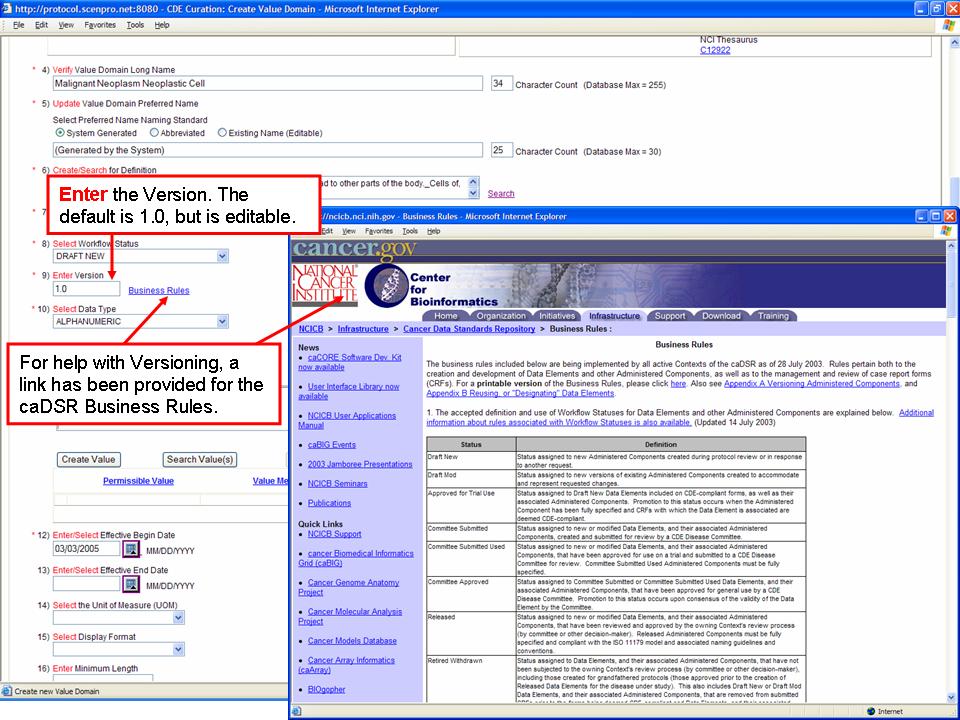 http://protocol.scenpro.net:8080 - CDE Curation: Create Value Domain - Microsoft Internet Explorer
File Edit View Favorites Tools Help
NCI Thesaurus
C12922
* 4) Verify Value Domain Long Name
Malignant Neoplasm Neoplastic Cell
34 Character Count (Database Max = 255)
* 5) Update Value Domain Preferred Name
Select Preferred Name Naming Standard
System Generated Abbreviated Existing Name (Editable)
(Generated by the System)
25 Character Count (Database Max = 30)
* 6) Create/Search for Definition
d to other parts of the body._Cells of,
Search
Enter the Version. The
default is 1.0, but is editable.
* 7
* 8) Select Workflow Status
DRAFT NEW
* 9) Enter Version
1.0 Business Rules
* 10) Select Data Type
ALPHANUMERIC
For help with Versioning, a
link has been provided for the
caDSR Business Rules.
Create Value Search Value(s)
Permissible Value Value Me
* 12) Enter/Select Effective Begin Date
03/03/2005 MM/DD/YYYY
13) Enter/Select Effective End Date
MM/DD/YYYY
14) Select the Unit of Measure (UOM)
15) Select Display Format
16) Enter Minimum Length
Create new Value Domain
//ncicb.nci.nih.gov - Business Rules - Microsoft Internet Explorer
Edit View Favorites Tools Help
cancer.gov
NATIONAL
CANCER
INSTITUTE
Center
for
Bioinformatics
Home Organization Initiatives Infrastructure Support Download Training
NCICB > Infrastructure > Cancer Data Standards Repository > Business Rules :
News
• caCORE Software Dev. Kit
now available
• User Interface Library now
available
• NCICB User Applications
Manual
• caBIG Events
• 2003 Jamboree Presentations
• NCICB Seminars
• Publications
Quick Links
• NCICB Support
• cancer Biomedical Informatics
Grid (caBIG)
• Cancer Genome Anatomy
Project
• Cancer Molecular Analysis
Project
• Cancer Models Database
• Cancer Array Informatics
(caArray)
• BIOgopher
Business Rules
The business rules included below are being implemented by all active Contexts of the caDSR as of 28 July 2003. Rules pertain both to the
creation and development of Data Elements and other Administered Components, as well as to the management and review of case report forms
(CRFs). For a printable version of the Business Rules, please click here. Also see Appendix A Versioning Administered Components, and
Appendix B Reusing, or "Designating" Data Elements.
1. The accepted definition and use of Workflow Statuses for Data Elements and other Administered Components are explained below. Additional
information about rules associated with Workflow Statuses is also available. (Updated 14 July 2003)
Status Definition
Draft New Status assigned to new Administered Components created during protocol review or in response
to another request.
Draft Mod Status assigned to new versions of existing Administered Components created to accommodate
and represent requested changes.
Approved for Trial Use Status assigned to Draft New Data Elements included on CDE-compliant forms, as well as their
associated Administered Components. Promotion to this status occurs when the Administered
Component has been fully specified and CRFs with which the Data Element is associated are
deemed CDE-compliant.
Committee Submitted Status assigned to new or modified Data Elements, and their associated Administered Components,
created and submitted for review by a CDE Disease Committee.
Committee Submitted Used Status assigned to new or modified Data Elements, and their associated Administered Components,
that have been approved for use on a trial and submitted to a CDE Disease
Committee for review. Committee Submitted Used Administered Components must be fully
specified.
Committee Approved Status assigned to Committee Submitted or Committee Submitted Used Data Elements, and their
associated Administered Components, that have been approved for general use by a CDE
Disease Committee. Promotion to this status occurs upon consensus of the validity of the Data
Element by the Committee.
Released Status assigned to new or modified Data Elements, and their associated Administered
Components, that have been reviewed and approved by the owning Context's review process
(by committee or other decision-maker). Released Administered Components must be fully
specified and compliant with the ISO 11179 model and associated naming guidelines and
conventions.
Retired Withdrawn Status assigned to Data Elements, and their associated Administered Components, that have not
been subjected to the owning Context's review process (by committee or other decision-maker),
including those created for grandfathered protocols (those approved prior to the creation of
Released Data Elements for the disease under study). This also includes Draft New or Draft Mod
Data Elements, and their associated Administered Components, that are removed from submitted
Internet